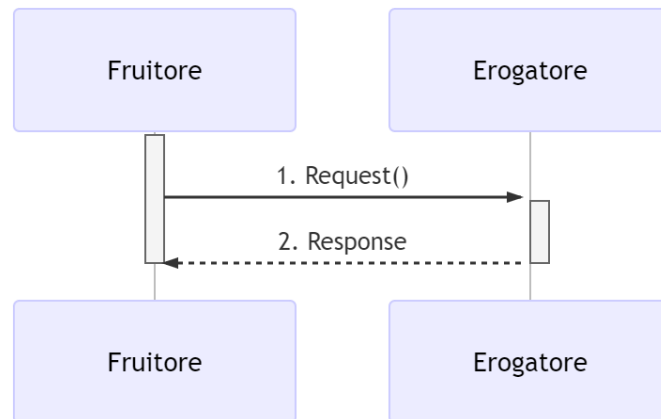 Fruitore
Erogatore
1. Request()
2. Response
Fruitore
Erogatore